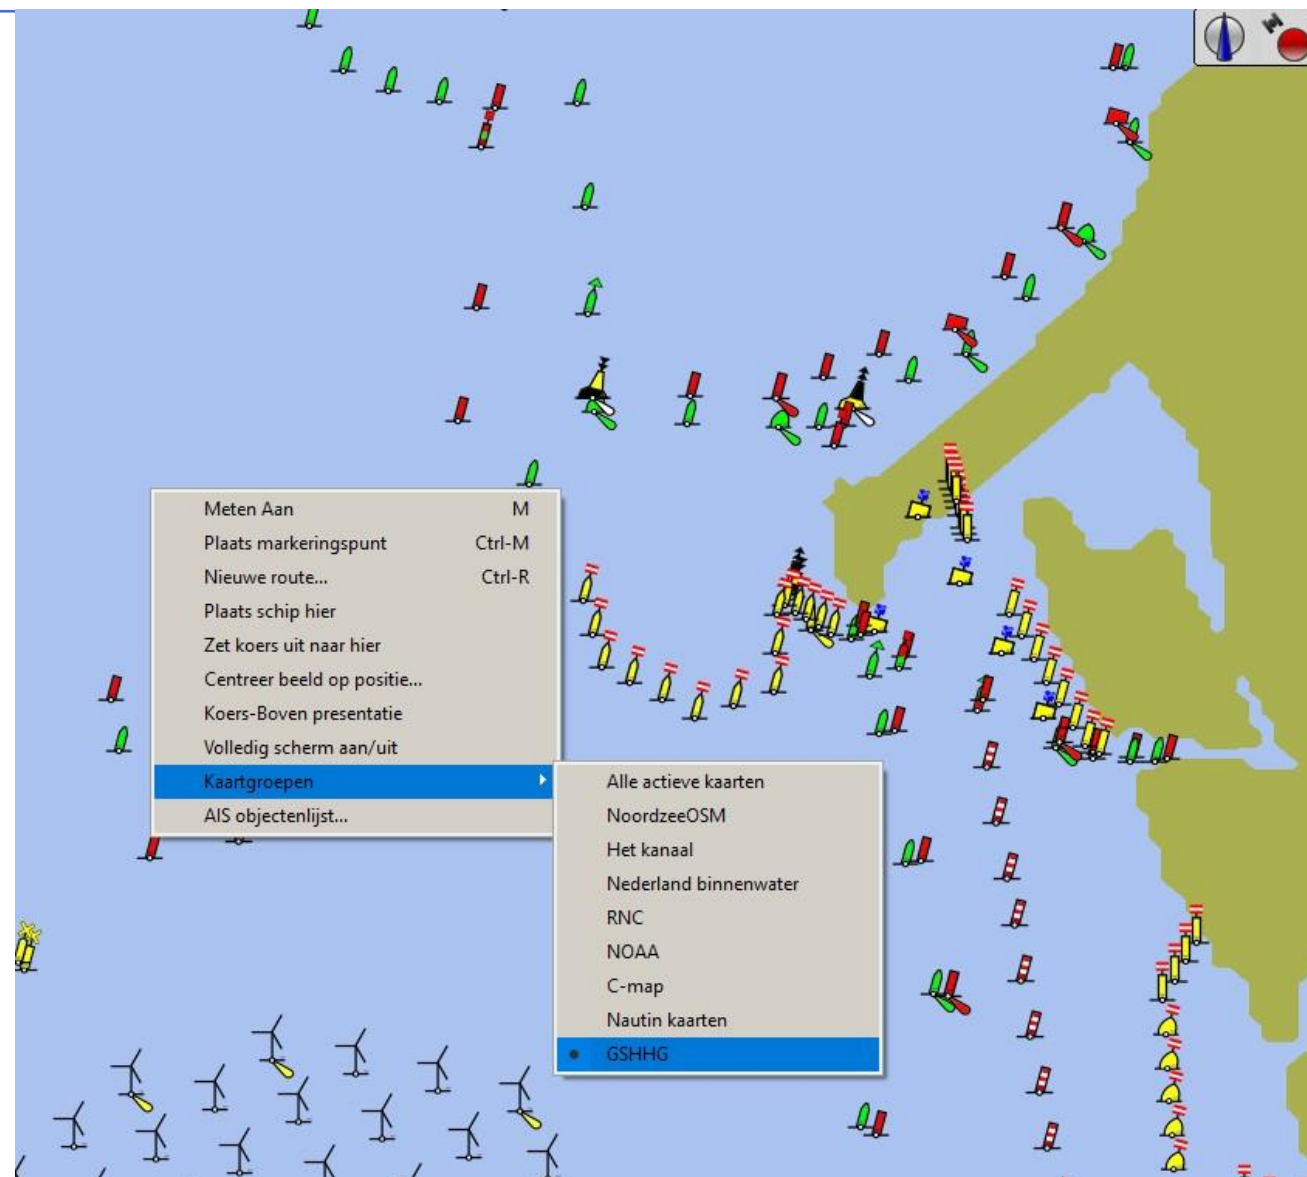 Meten Aan M
Plaats markeringspunt Ctrl-M
Nieuwe route... Ctrl-R
Plaats schip hier
Zet koers uit naar hier
Centreer beeld op positie...
Koers-Boven presentatie
Volledig scherm aan/uit
Kaartgroepen
AIS objectenlijst...
Alle actieve kaarten
NoordzeeOSM
Het kanaal
Nederland binnenwater
RNC
NOAA
C-map
Nautin kaarten
GSHHG